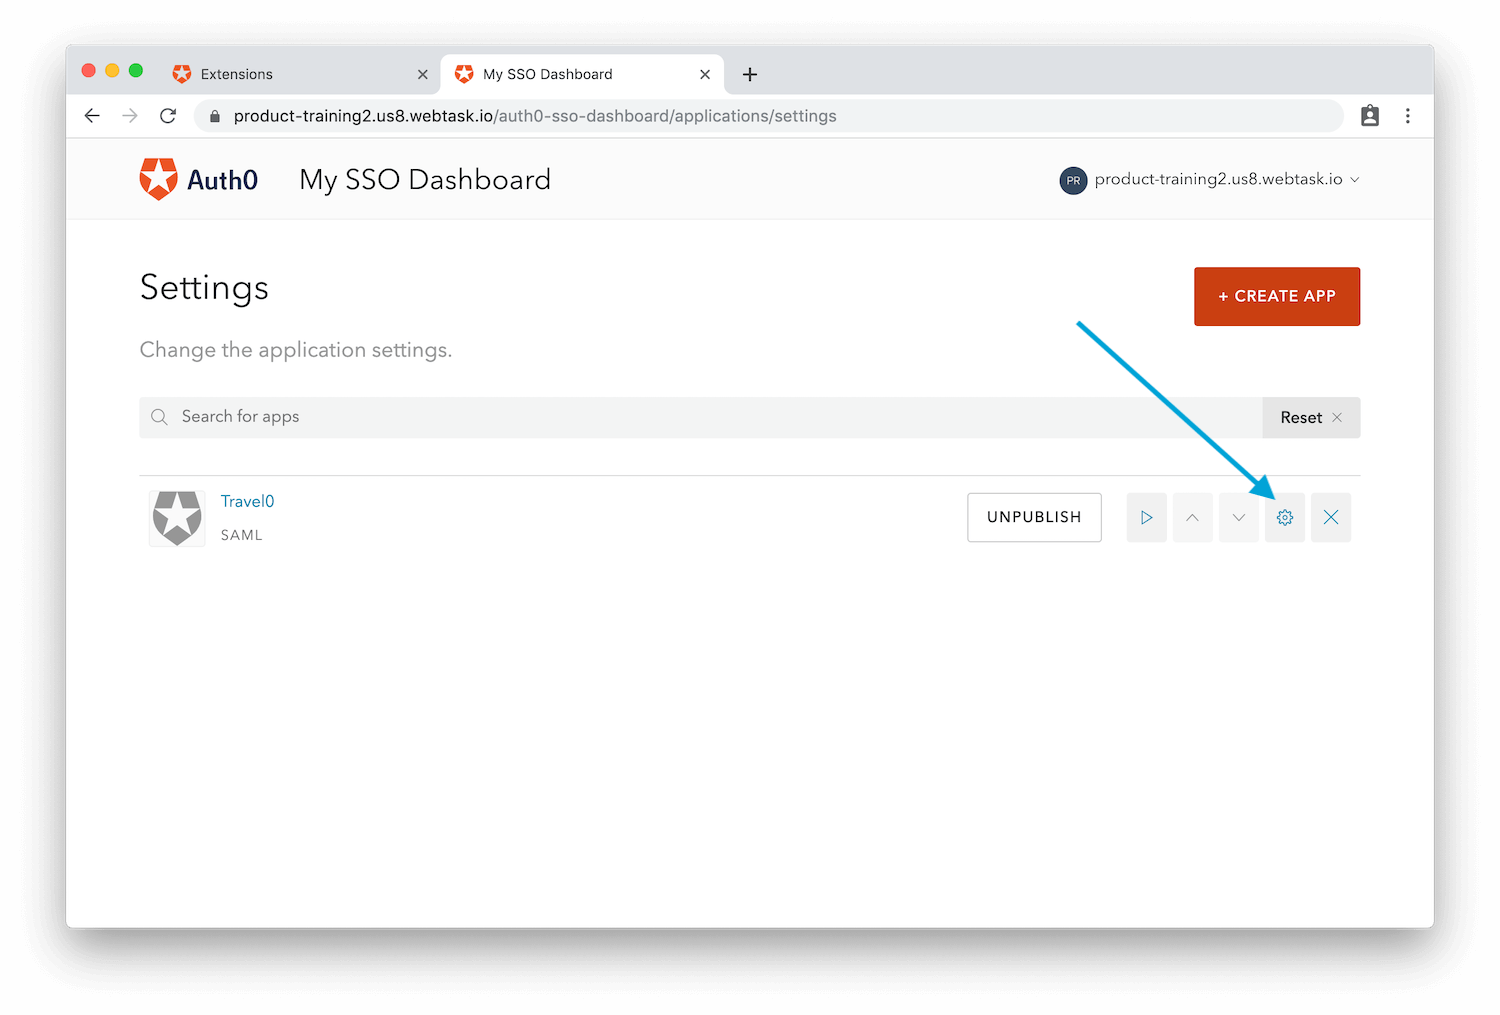 Extensions
My SSO Dashboard
product-training2.us8.webtask.io/auth0-sso-dashboard/applications/settings
Auth0
My SSO Dashboard
PR
product-training2.us8.webtask.io
Settings
+ CREATE APP
Change the application settings.
Search for apps
Reset
Travel0
SAML
UNPUBLISH